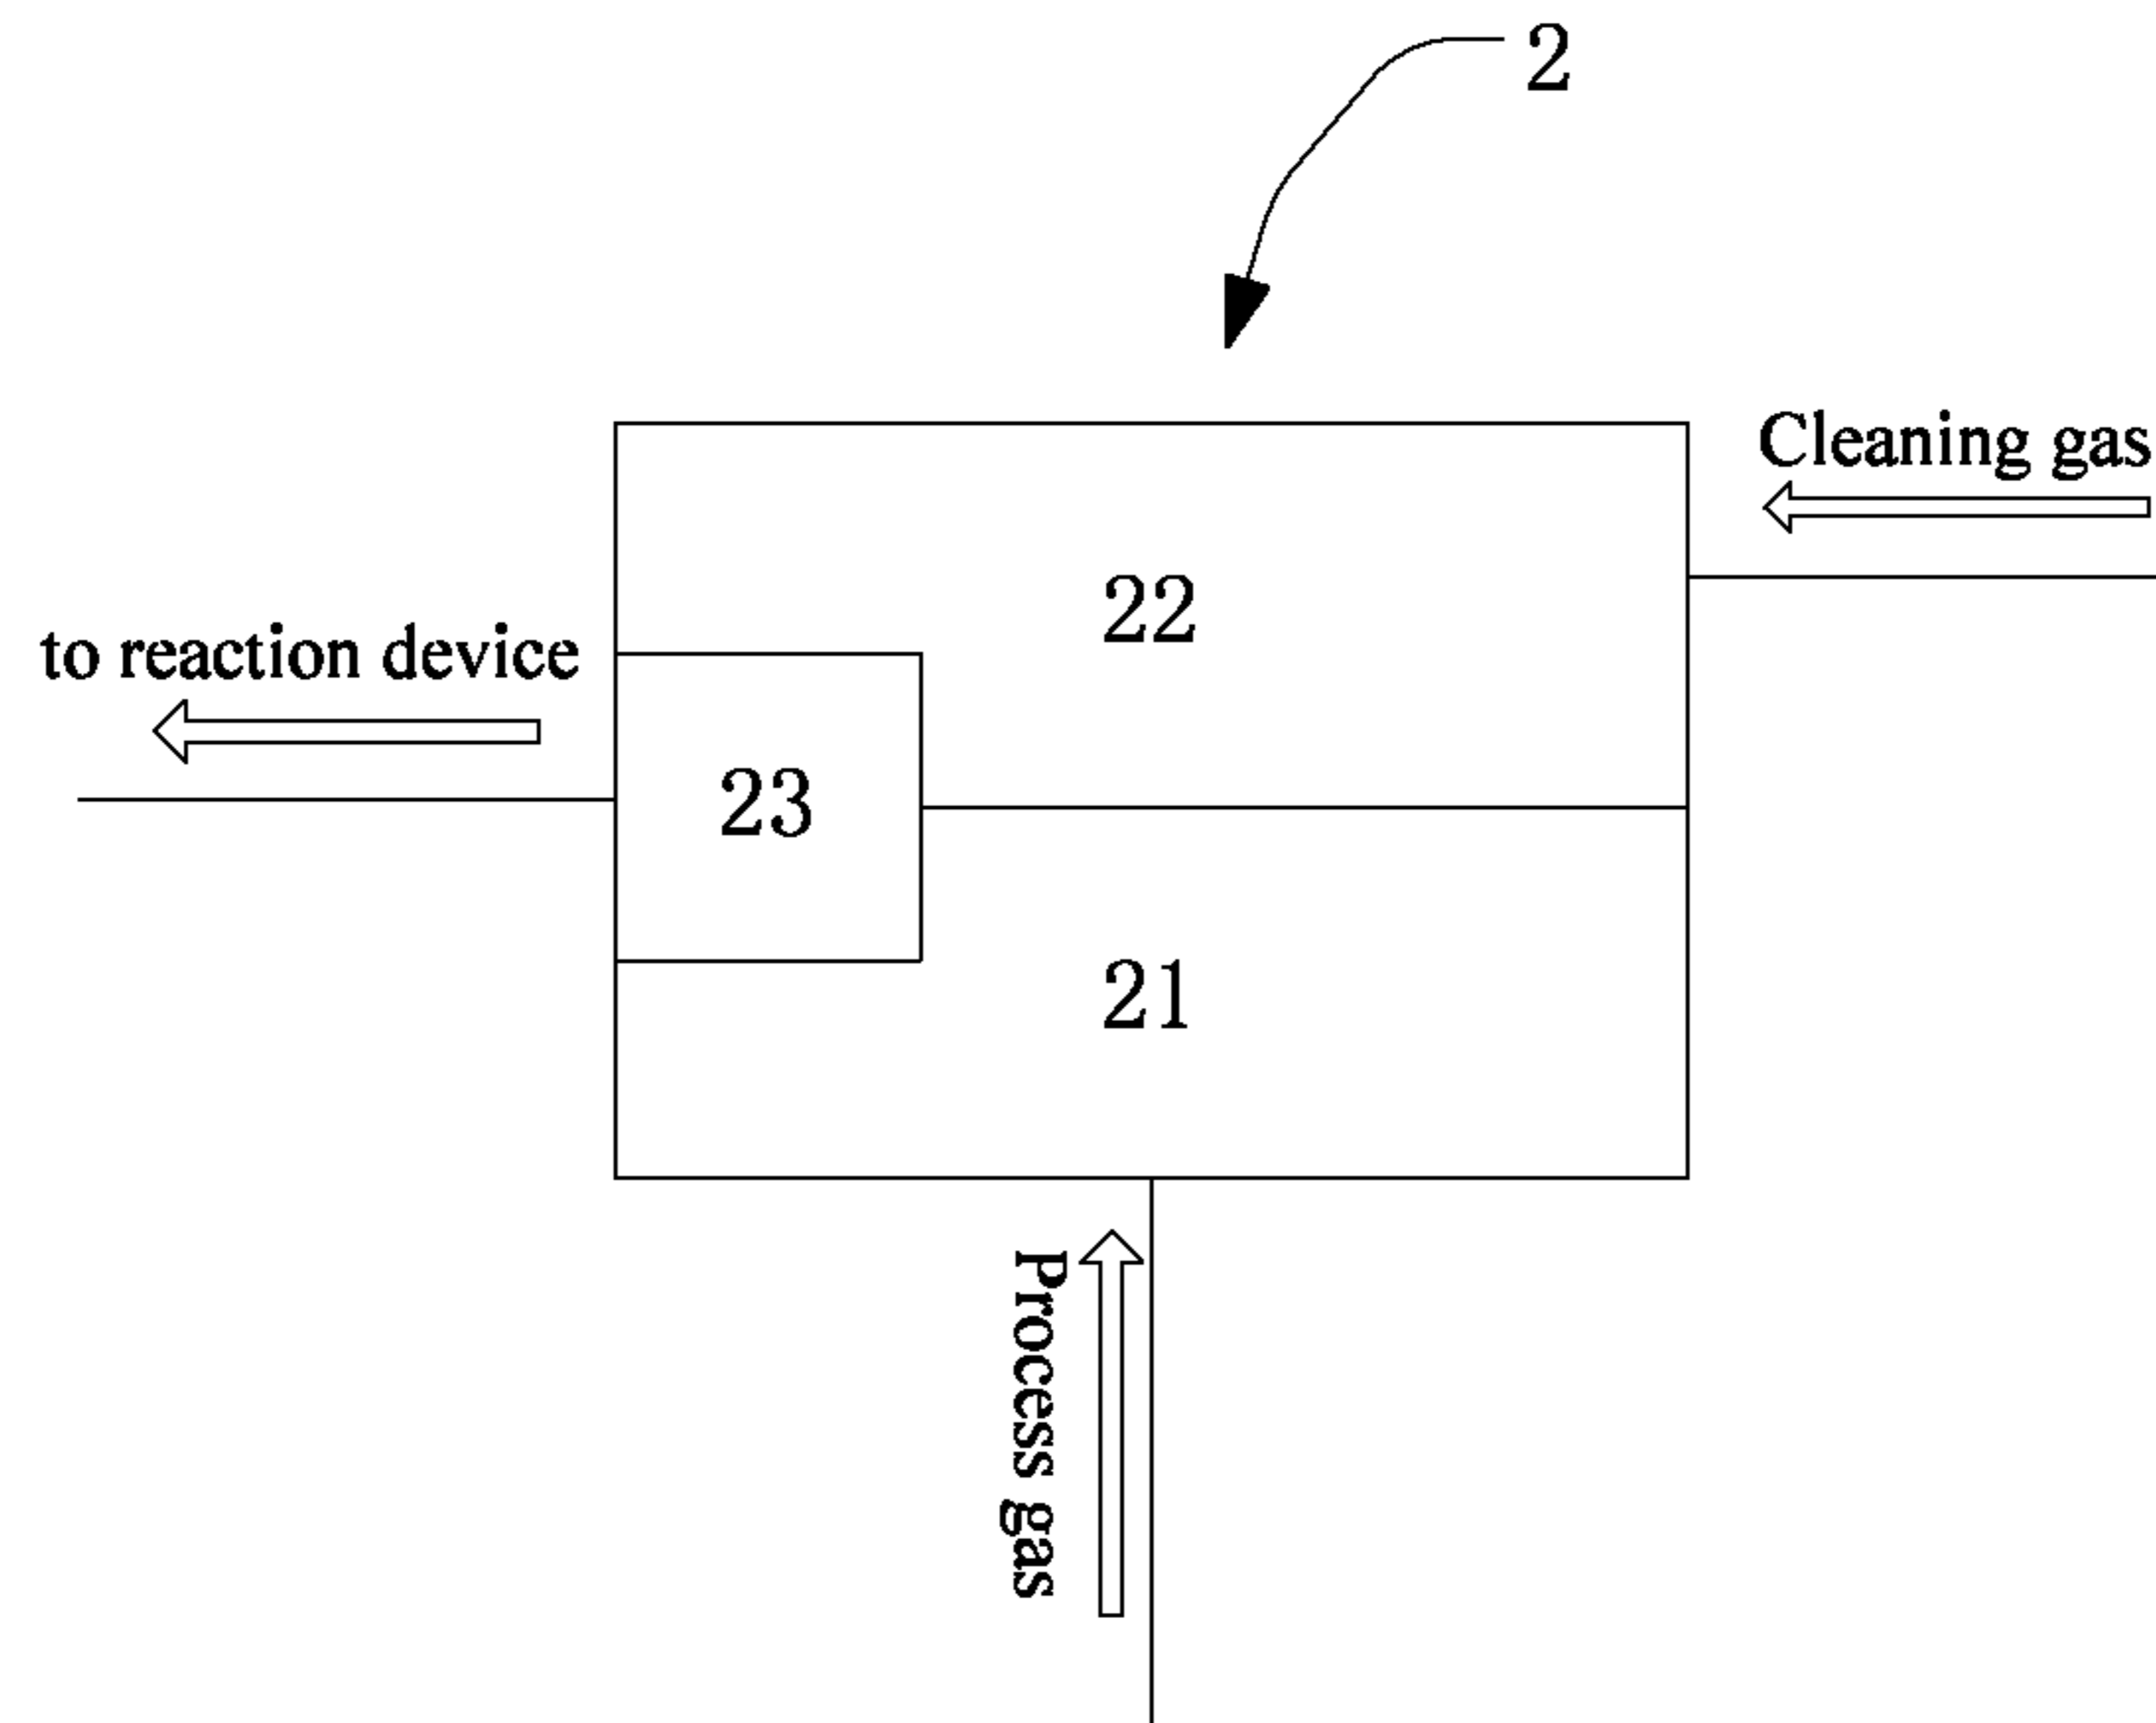 2
Cleaning gas
22
to reaction device
23
21
Process gas